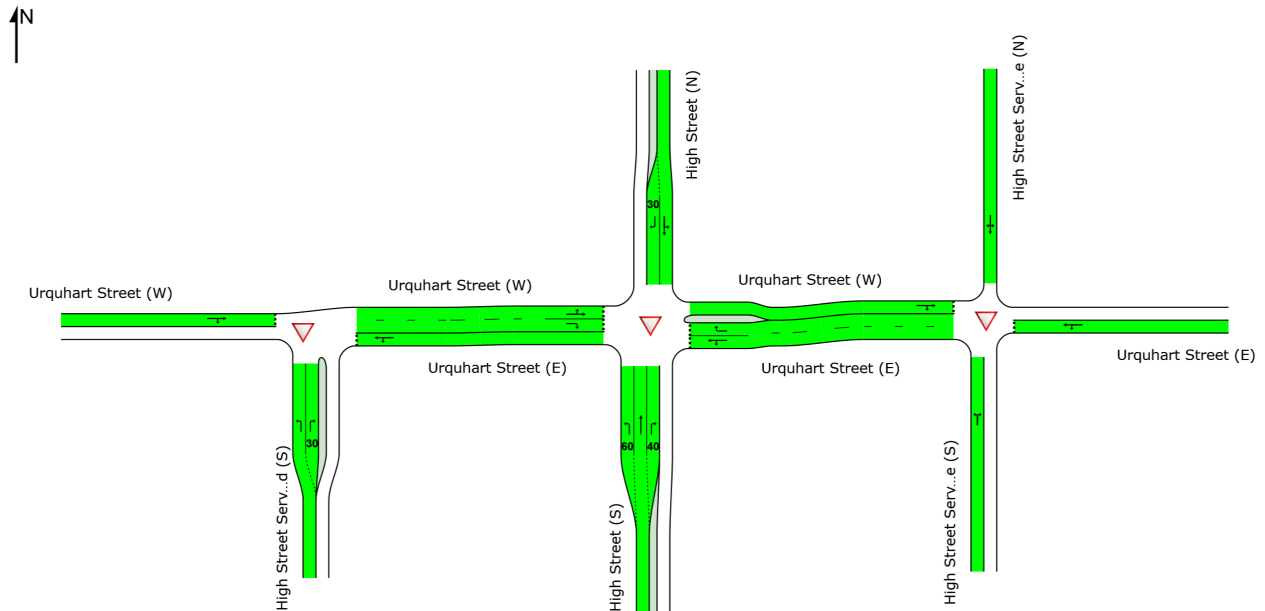 N
High Street (N)
High Street Serv...e (N)
30
Urquhart Street (W)
Urquhart Street (W)
Urquhart Street (W)
Urquhart Street (E)
Urquhart Street (E)
Urquhart Street (E)
30
60
40
High Street Serv...d (S)
High Street (S)
High Street Serv...e (S)